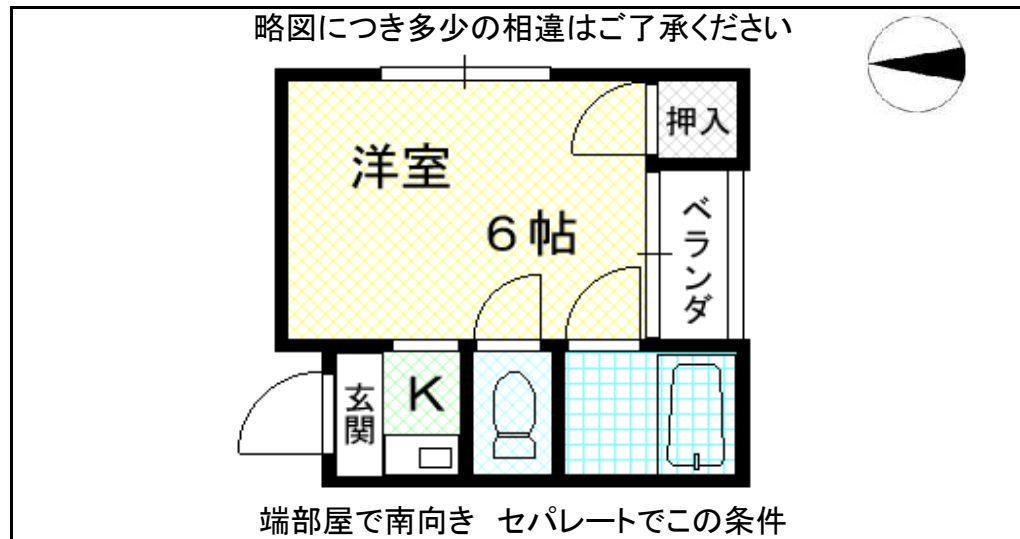 略図につき多少の相違はご了承ください
押入
洋室
6帖
ベランダ
K
玄関
端部屋で南向き セパレートでこの条件